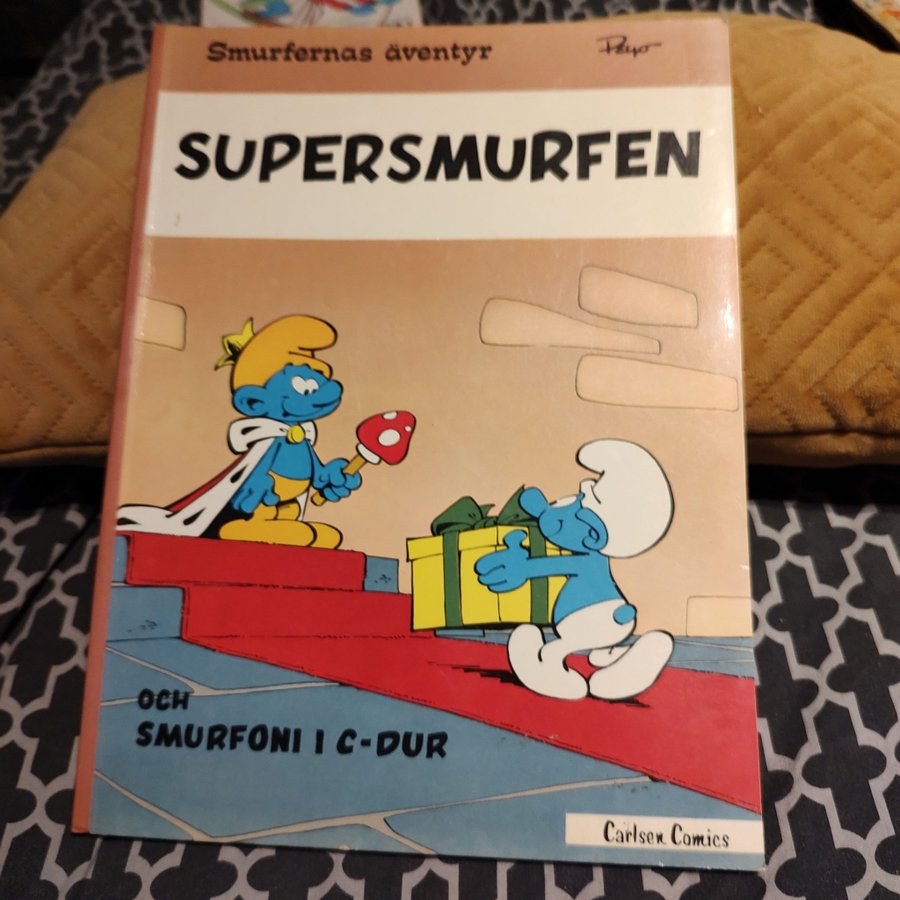 Smurfernas äventyr
Peyo
SUPERSMURFEN
OCH
SMURFONI I C-DUR
Carlsen Comics